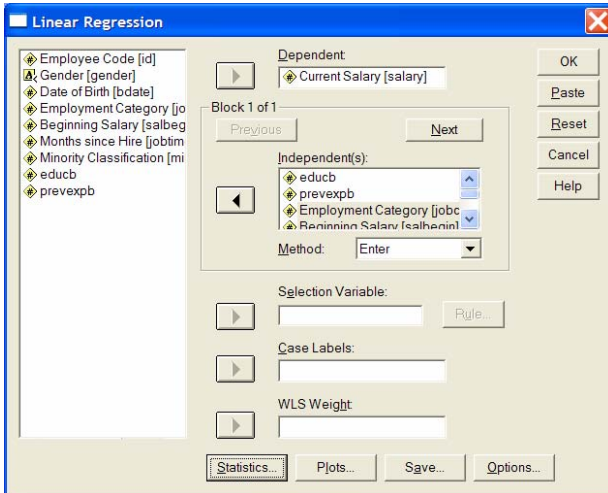 Linear Regression
Employee Code [id]
Gender [gender]
Date of Birth [bdate]
Employment Category [jo
Beginning Salary [salbeg
Months since Hire [jobtim
Minority Classification [mi
educb
prevexpb
Dependent:
Current Salary [salary]
Block 1 of 1
Previous
Next
Independent(s):
educb
prevexpb
Employment Category [jobc
Beginning Salary [salbegin]
Method:
Enter
Selection Variable:
Rule...
Case Labels:
WLS Weight:
Statistics...
Plots...
Save...
Options...
OK
Paste
Reset
Cancel
Help